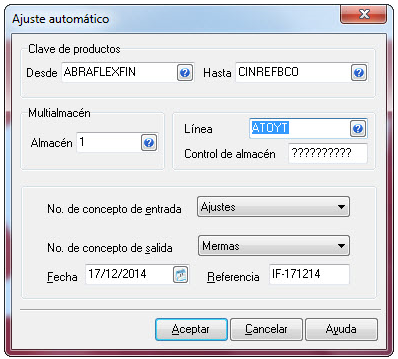 Ajuste automático
Clave de productos
Desde ABRAFLEXFIN Hasta CINREFBCO
Multialmacén
Almacén 1
Línea ATOYT
Control de almacén ??????????
No. de concepto de entrada Ajustes
No. de concepto de salida Mermas
Fecha 17/12/2014 Referencia IF-171214
Aceptar Cancelar Ayuda